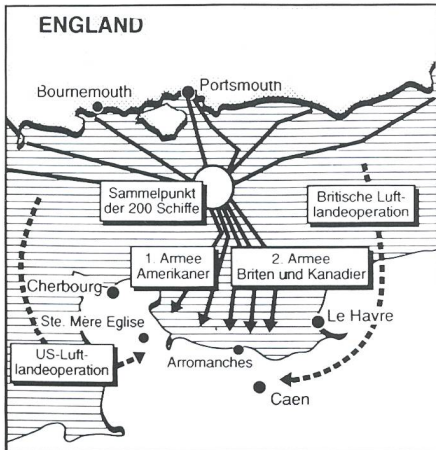 ENGLAND
Bournemouth
Portsmouth
Sammelpunkt
der 200 Schiffe
Britische Luft-
landeoperation
1. Armee
Amerikaner
2. Armee
Briten und Kanadier
Cherbourg
Ste. Mère Eglise
Le Havre
US-Luft-
landeoperation
Arromanches
Caen